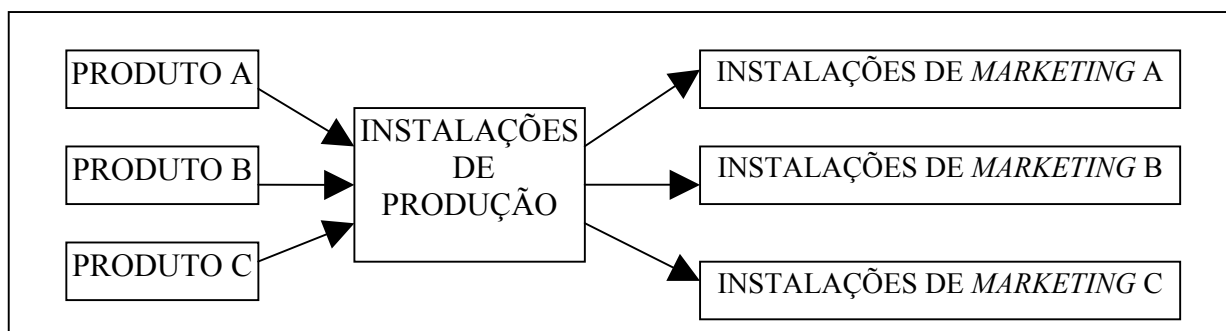 PRODUTO A
PRODUTO B
PRODUTO C
INSTALAÇÕES
DE
PRODUÇÃO
INSTALAÇÕES DE MARKETING A
INSTALAÇÕES DE MARKETING B
INSTALAÇÕES DE MARKETING C